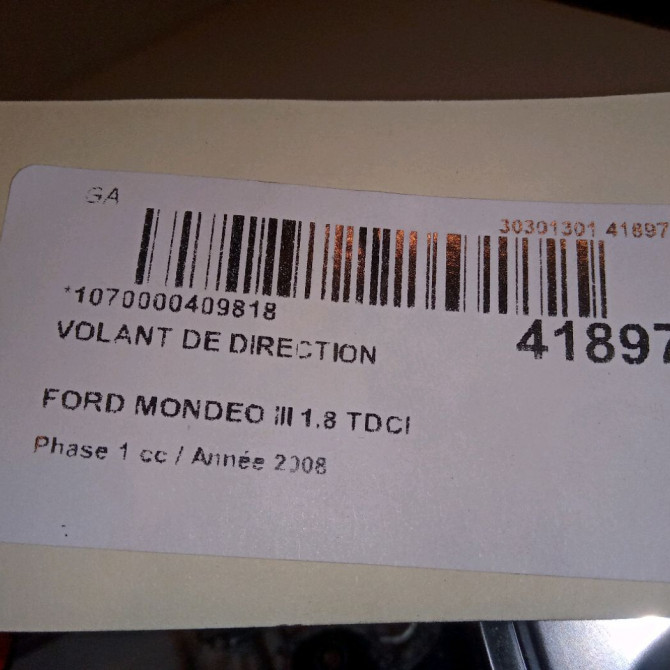 GA
30301301 41897
*1070000409818
41897
VOLANT DE DIRECTION
FORD MONDEO III 1.8 TDCI
Phase 1 cc / Année 2008